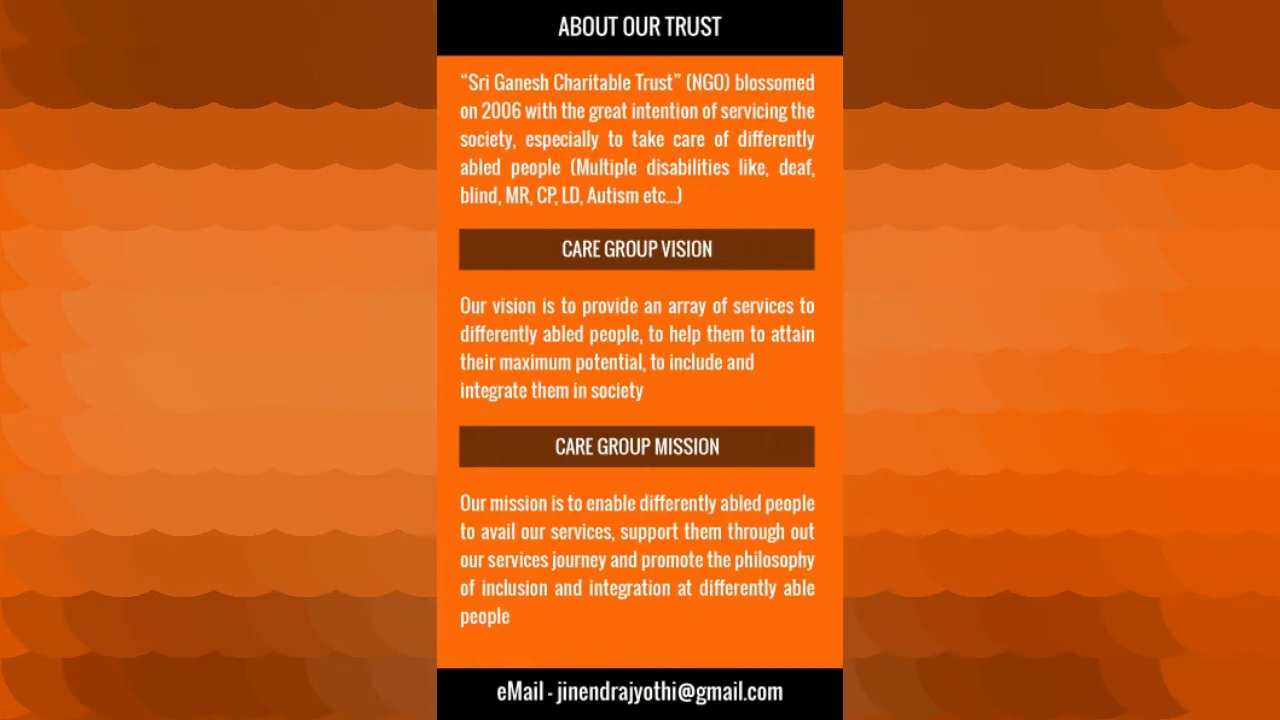 ABOUT OUR TRUST
“Sri Ganesh Charitable Trust” (NGO) blossomed
on 2006 with the great intention of servicing the
society, especially to take care of differently
abled people (Multiple disabilities like, deaf,
blind, MR, CP, LD, Autism etc...)
CARE GROUP VISION
Our vision is to provide an array of services to
differently abled people, to help them to attain
their maximum potential, to include and
integrate them in society
CARE GROUP MISSION
Our mission is to enable differently abled people
to avail our services, support them through out
our services journey and promote the philosophy
of inclusion and integration at differently able
people
eMail - jinendrajyothi@gmail.com